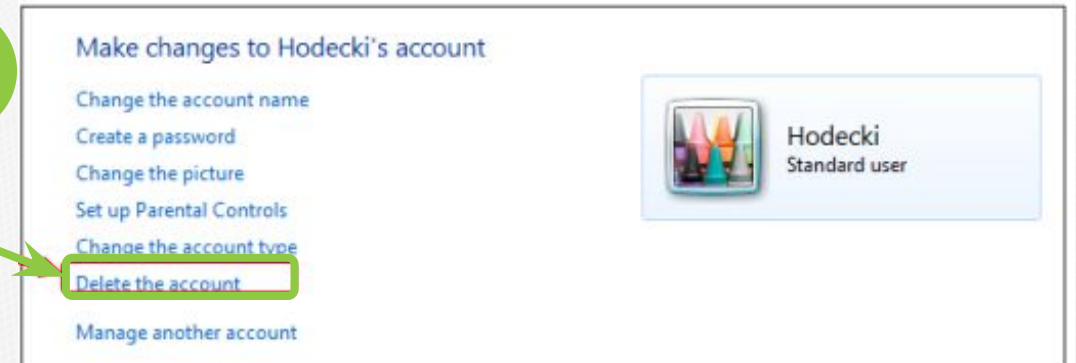 Make changes to Hodecki's account
Change the account name
Create a password
Change the picture
Set up Parental Controls
Change the account type
Delete the account
Manage another account
Hodecki
Standard user